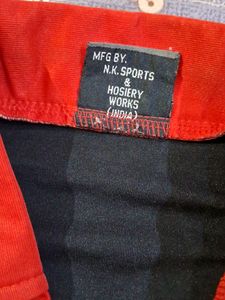 MFG BY.
N.K. SPORTS
&
HOSIERY
WORKS
(INDIA)